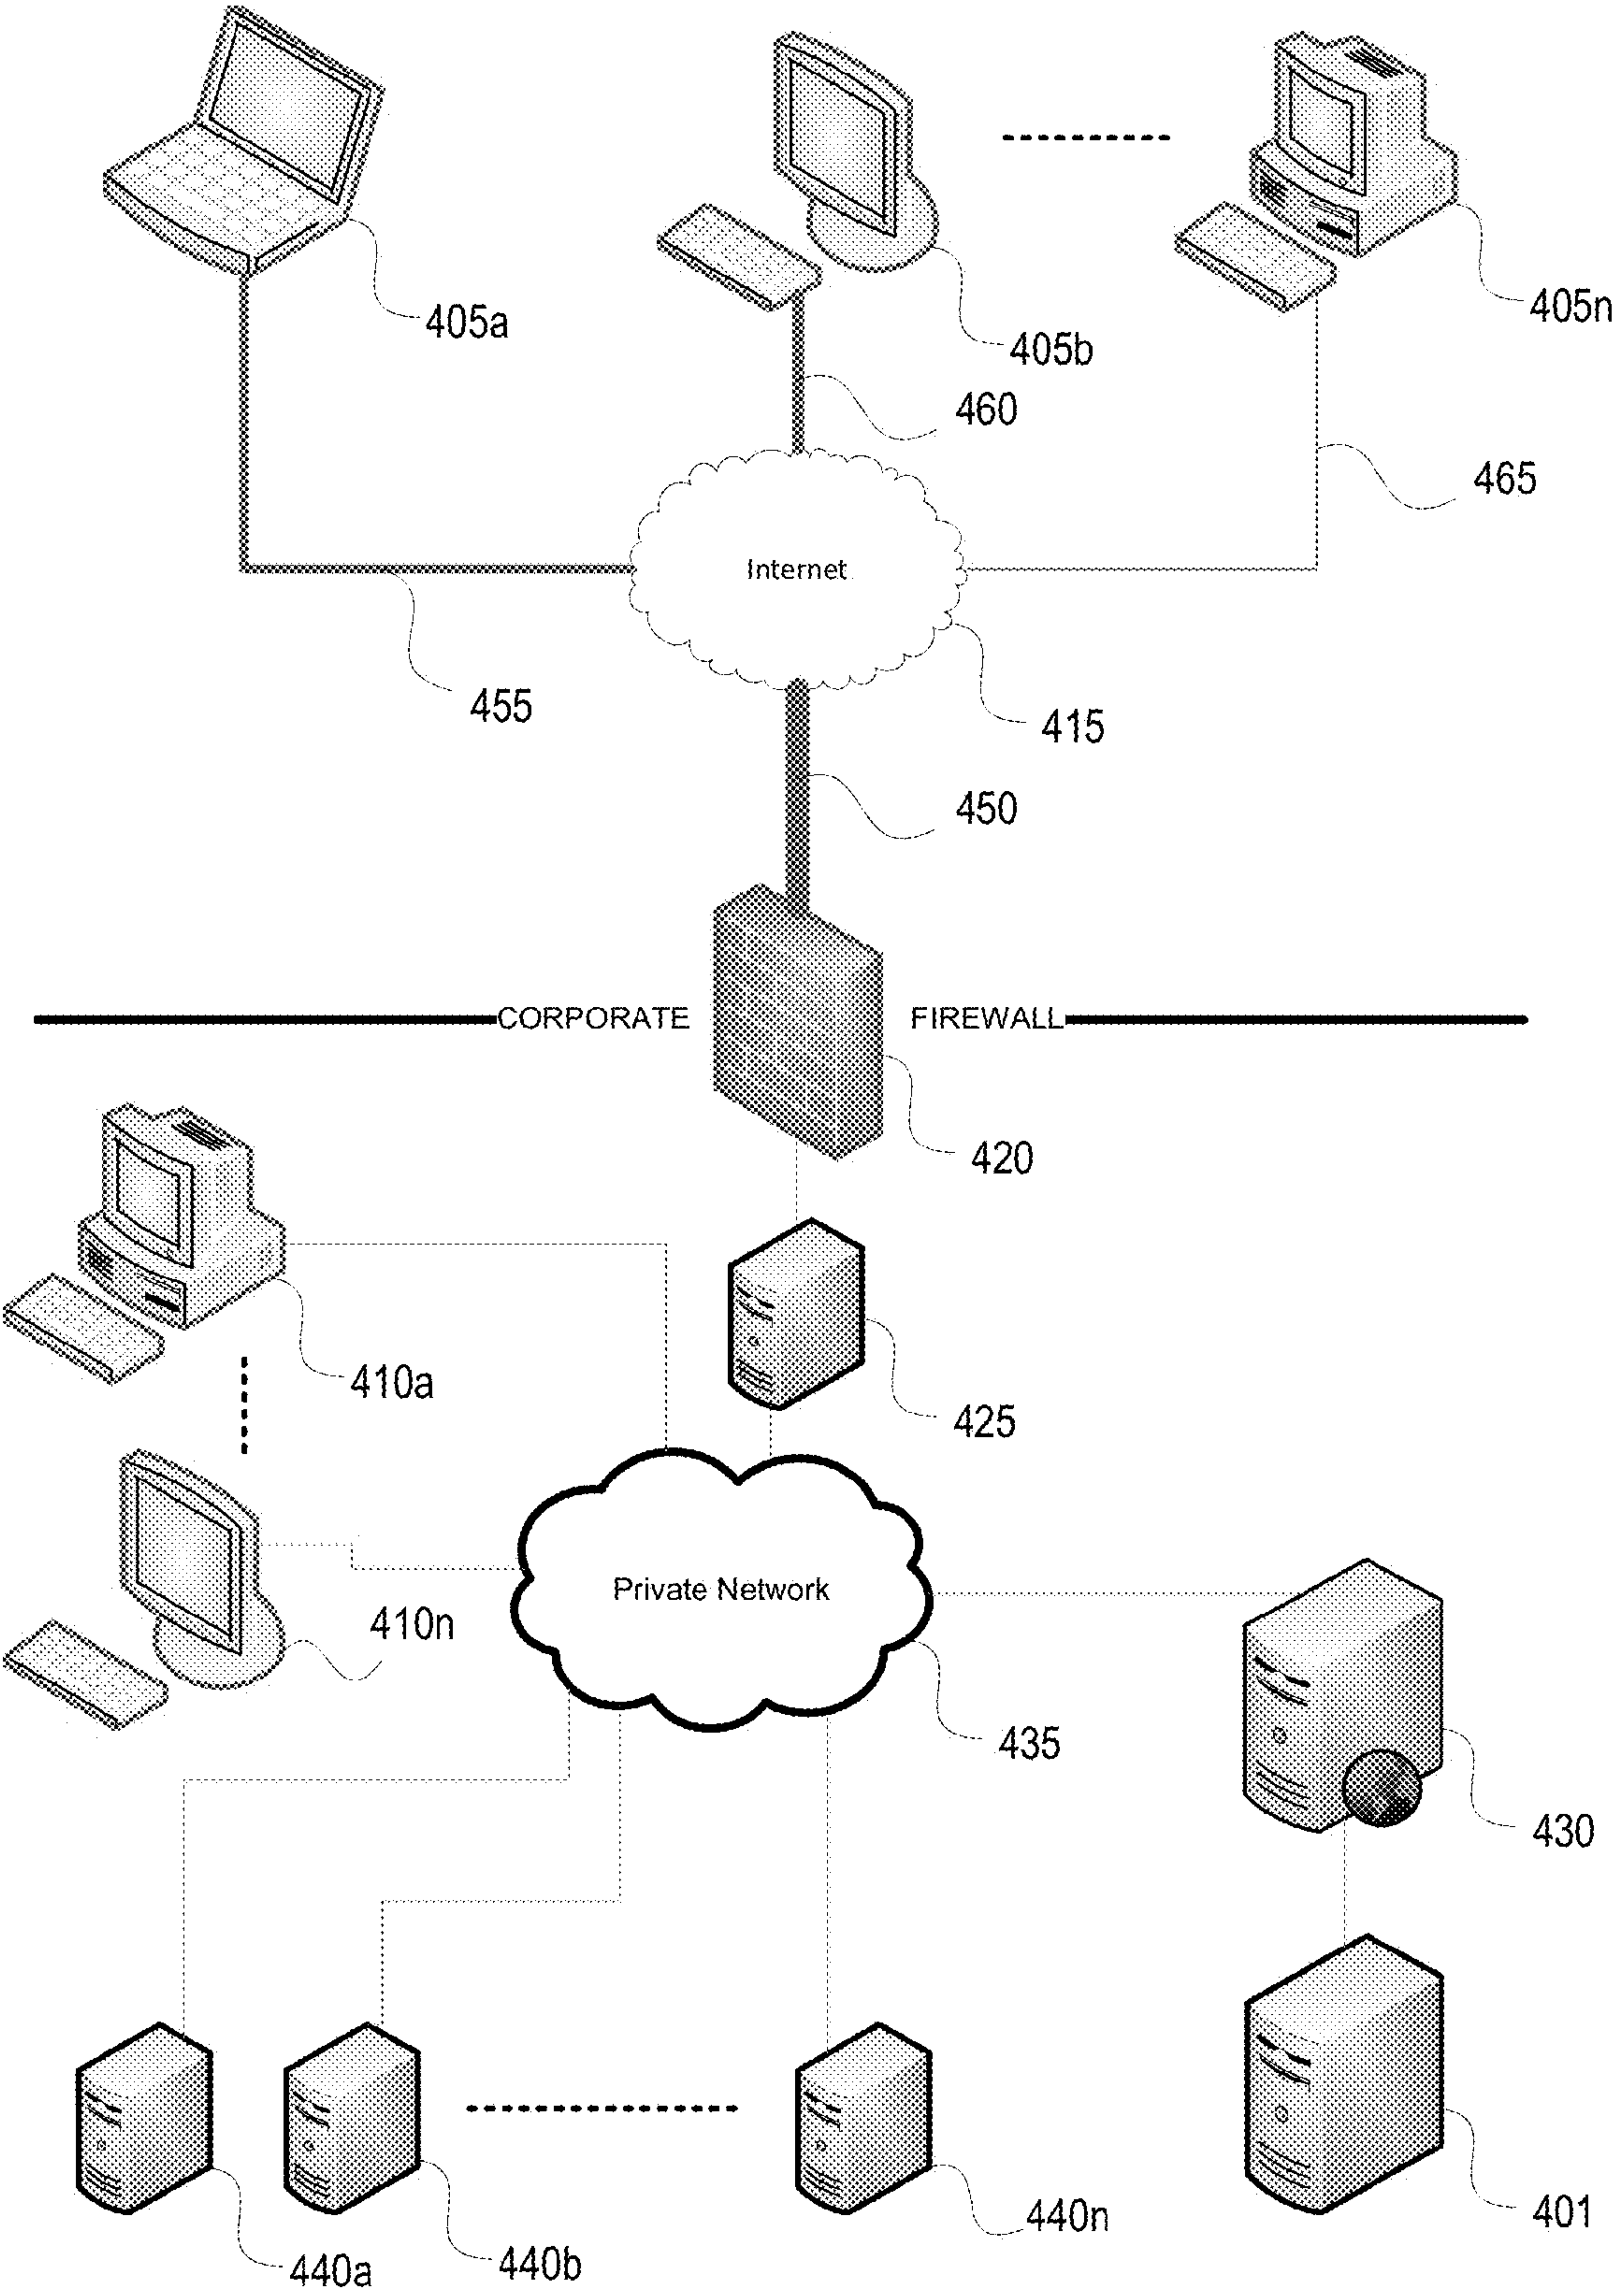 405a
405b
405n
460
465
Internet
455
415
450
CORPORATE
FIREWALL
420
410a
425
Private Network
410n
435
430
401
440n
440a
440b